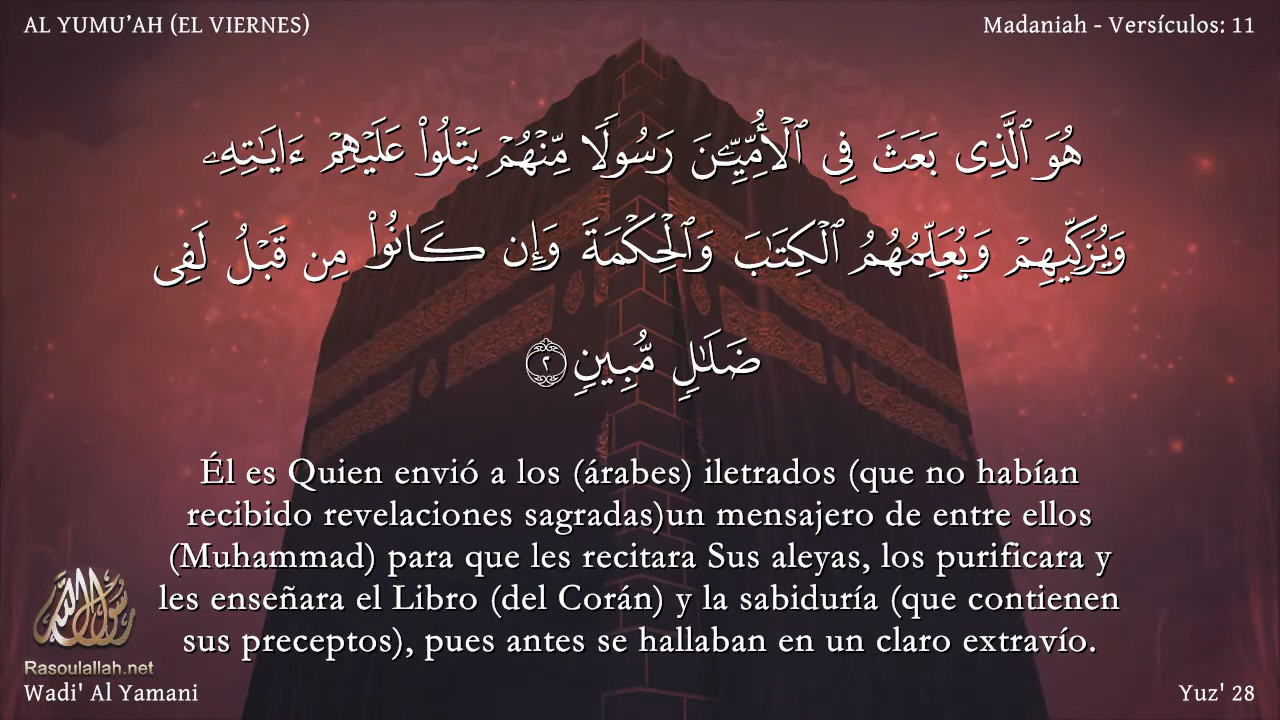 AL YUMU’AH (EL VIERNES)
Madaniah - Versículos: 11
هُوَ ٱلَّذِى بَعَثَ فِى ٱلْأُمِّيِّـۧنَ رَسُولًا مِّنْهُمْ يَتْلُوا۟ عَلَيْهِمْ ءَايَـٰتِهِۦ
وَيُزَكِّيهِمْ وَيُعَلِّمُهُمُ ٱلْكِتَـٰبَ وَٱلْحِكْمَةَ وَإِن كَانُوا۟ مِن قَبْلُ لَفِى
ضَلَـٰلٍ مُّبِينٍ ٢
Él es Quien envió a los (árabes) iletrados (que no habían
recibido revelaciones sagradas)un mensajero de entre ellos
(Muhammad) para que les recitara Sus aleyas, los purificara y
les enseñara el Libro (del Corán) y la sabiduría (que contienen
sus preceptos), pues antes se hallaban en un claro extravío.
رسول الله
Rasoulallah.net
Wadi' Al Yamani
Yuz' 28